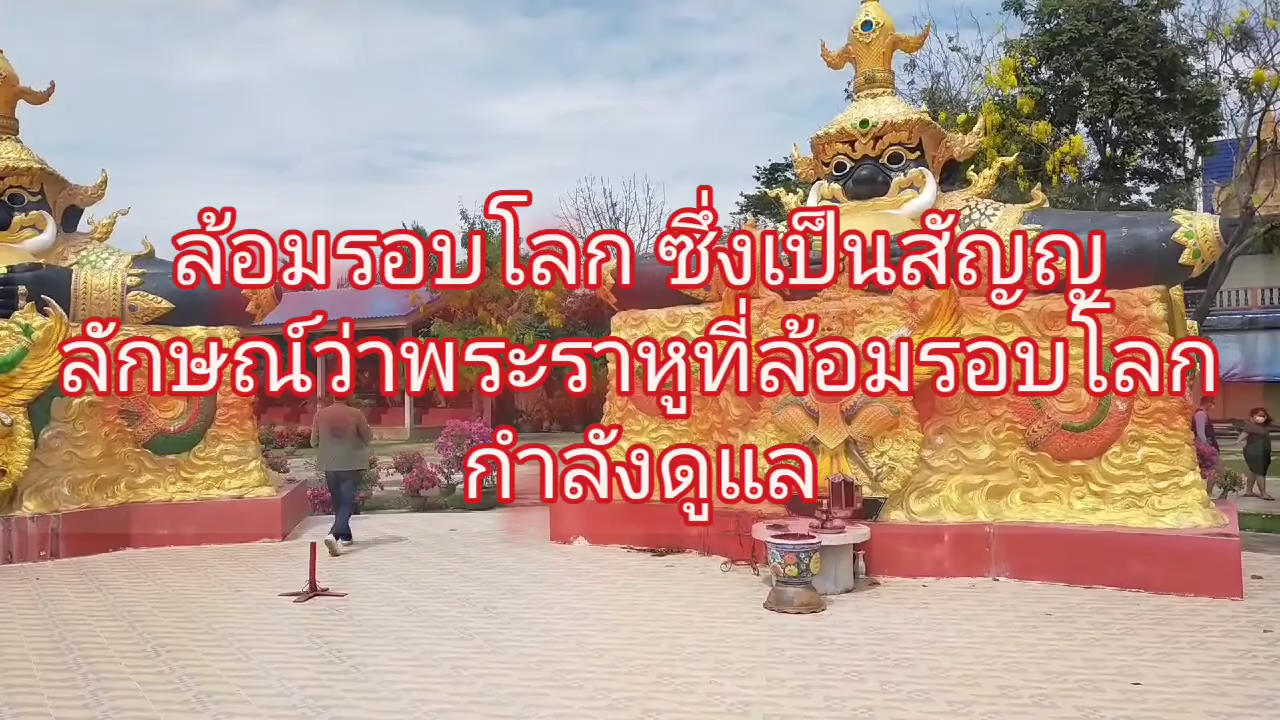 ล้อมรอบโลก ซึ่งเป็นสัญญ
ลักษณ์ว่าพระราหูที่ล้อมรอบโลก
กำลังดูแล